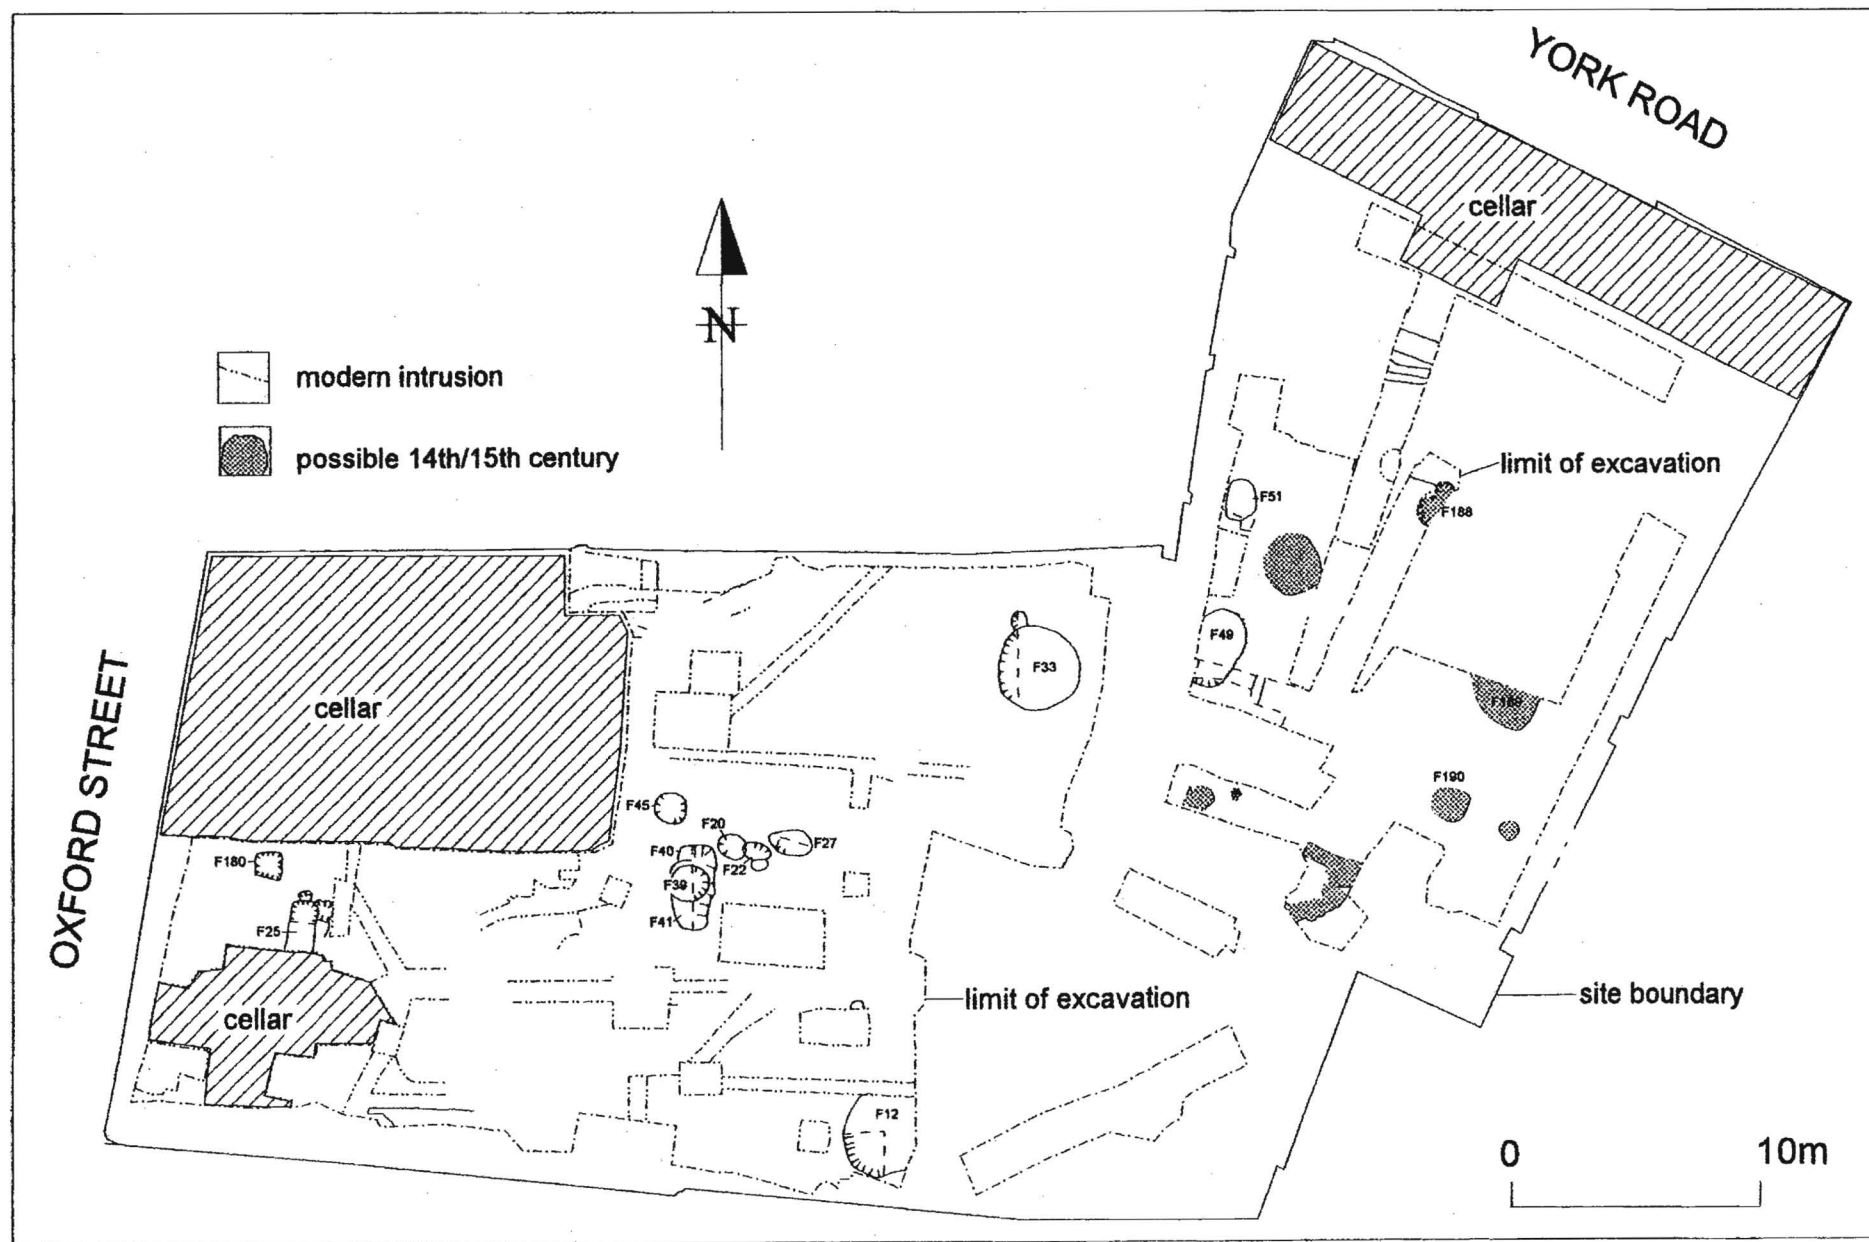 YORK ROAD
cellar
N
modern intrusion
possible 14th/15th century
limit of excavation
F51
F188
F49
F33
cellar
OXFORD STREET
F189
F190
F45
F20
F27
F40
F22
F180
F39
F41
F25
cellar
limit of excavation
site boundary
F12
0 10m